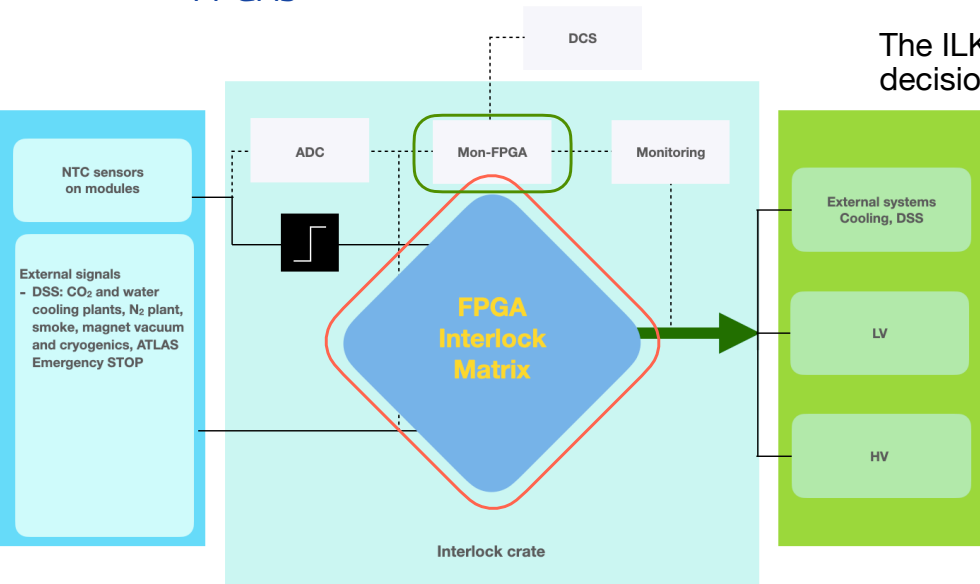 FPGAs
The ILK
decisio
DCS
NTC sensors
on modules
ADC
Mon-FPGA
Monitoring
External signals
- DSS: CO₂ and water
cooling plants, N₂ plant,
smoke, magnet vacuum
and cryogenics, ATLAS
Emergency STOP
FPGA
Interlock
Matrix
External systems
Cooling, DSS
LV
HV
Interlock crate